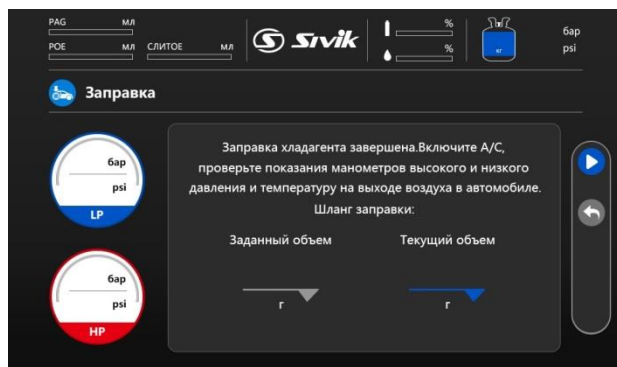 PAG мл
POE мл СЛИТОЕ мл
Sivik
%
%
кг
бар
psi
Заправка
бар
psi
LP
бар
psi
HP
Заправка хладагента завершена.Включите A/C,
проверьте показания манометров высокого и низкого
давления и температуру на выходе воздуха в автомобиле.
Шланг заправки:
Заданный объем Текущий объем
г г